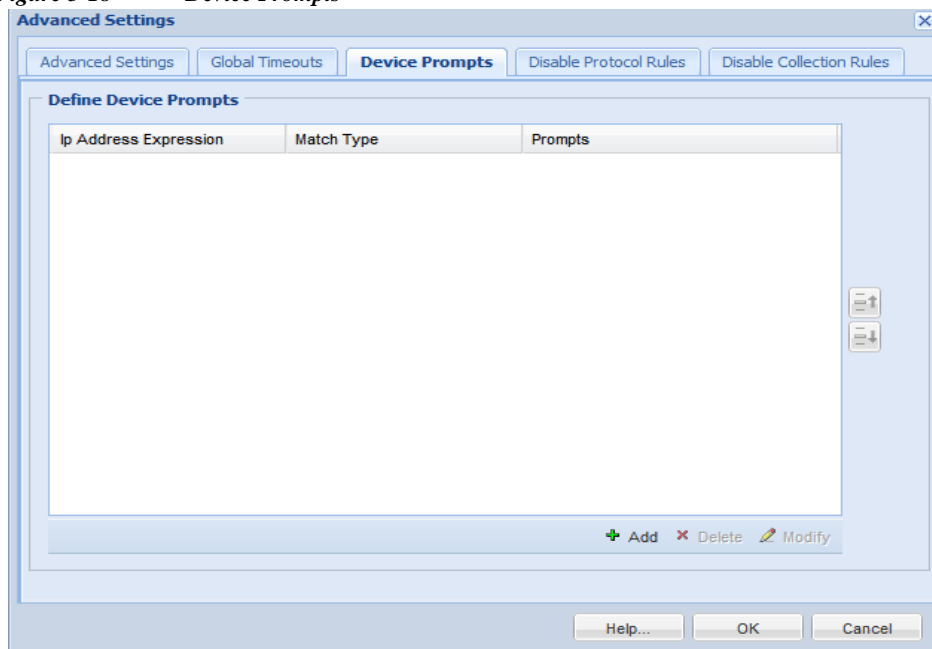 Advanced Settings
Advanced Settings Global Timeouts Device Prompts Disable Protocol Rules Disable Collection Rules
Define Device Prompts
Ip Address Expression Match Type Prompts
Add Delete Modify
Help... OK Cancel